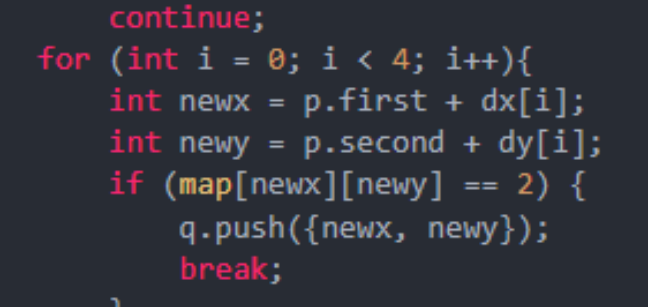 continue;
for (int i = 0; i < 4; i++){
int newx = p.first + dx[i];
int newy = p.second + dy[i];
if (map[newx][newy] == 2) {
q.push({newx, newy});
break;
}